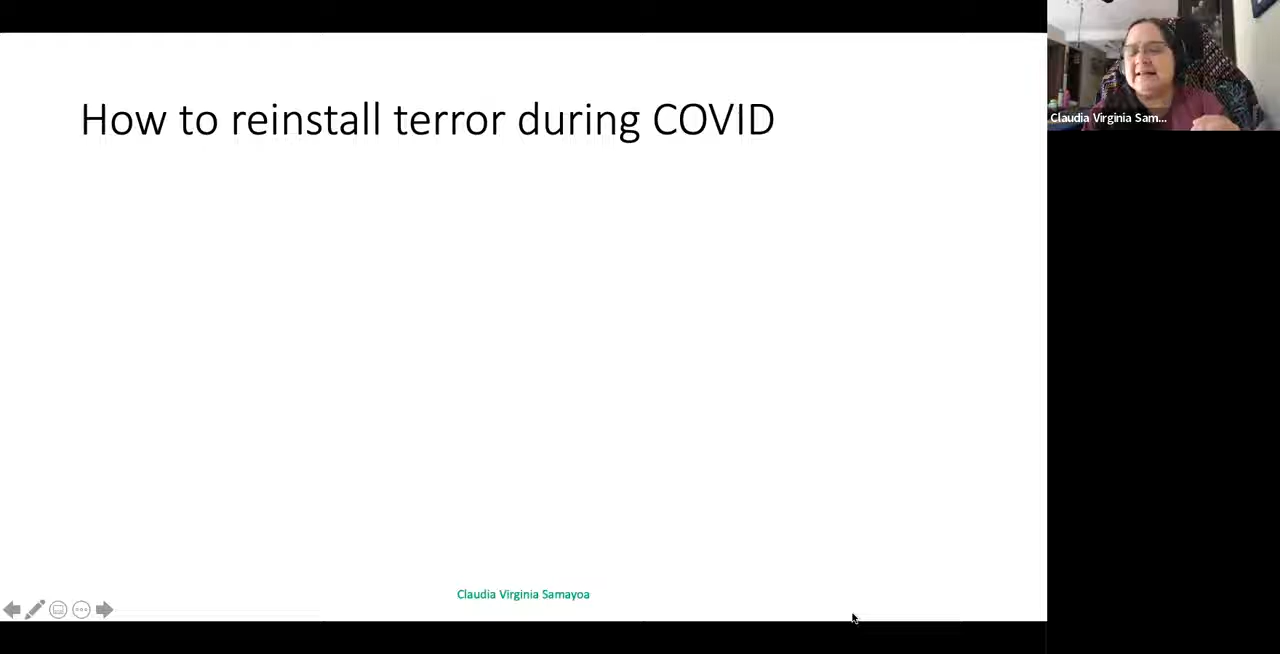 How to reinstall terror during COVID
Claudia Virginia Sam...
Claudia Virginia Samayoa